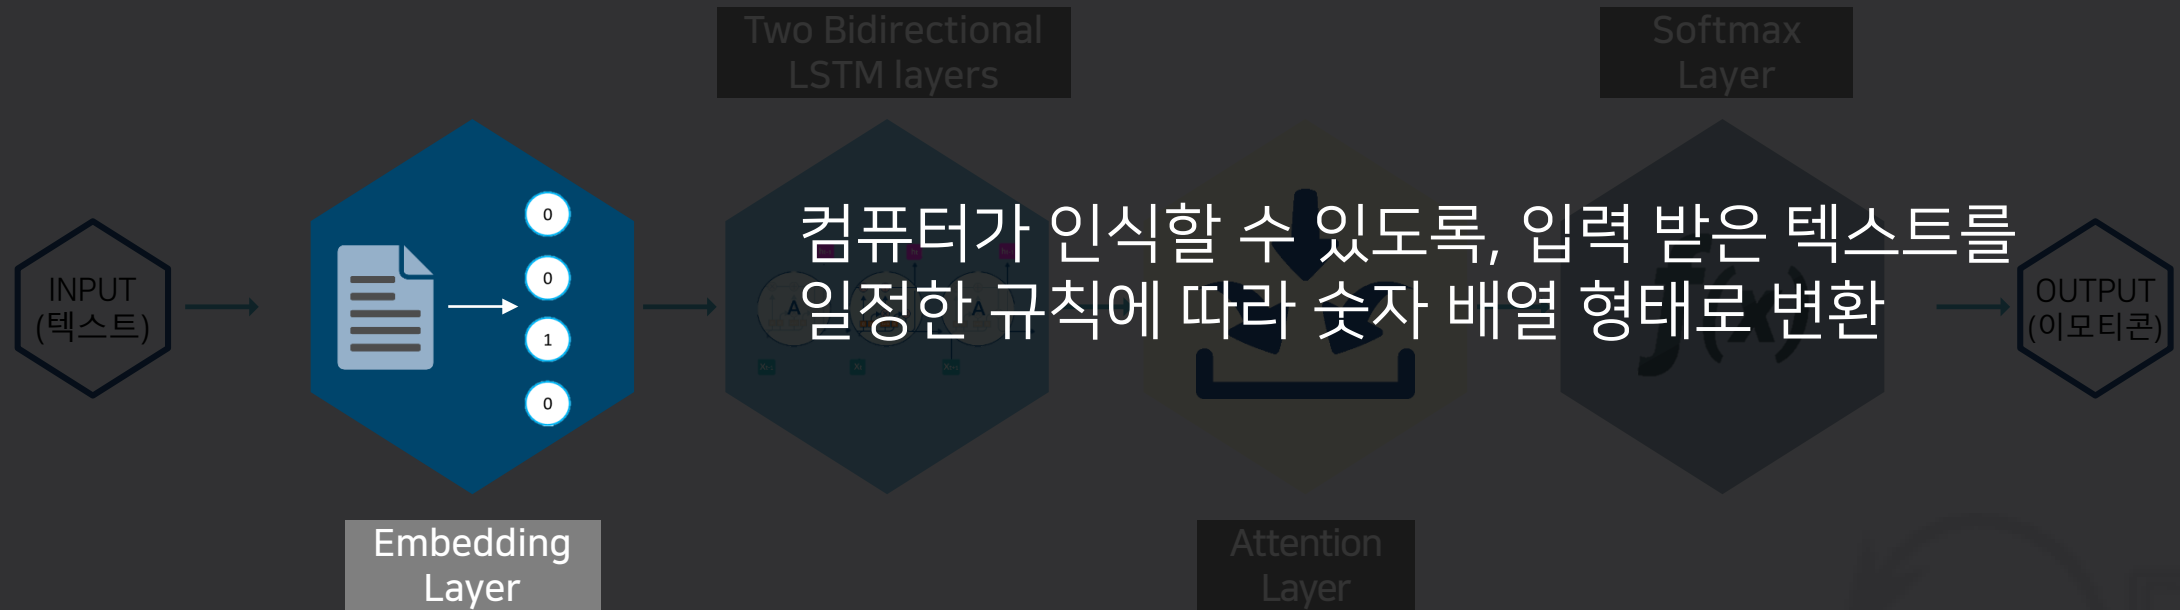 Two Bidirectional
LSTM layers
Softmax
Layer
INPUT
(텍스트)
0
0
1
0
컴퓨터가 인식할 수 있도록, 입력 받은 텍스트를
일정한 규칙에 따라 숫자 배열 형태로 변환
A
A
f(x)
OUTPUT
(이모티콘)
Embedding
Layer
Attention
Layer